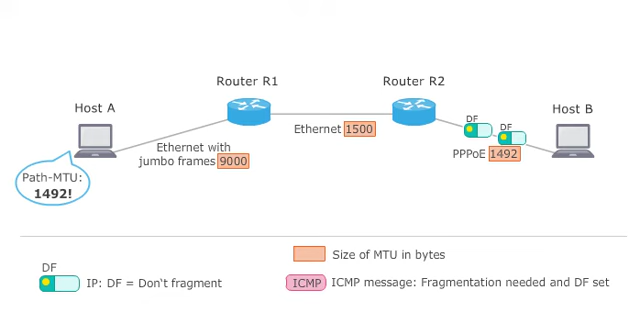 Router R1
Router R2
Host A
DF
DF
Host B
Ethernet 1500
Ethernet with
jumbo frames 9000
PPPoE 1492
Path-MTU:
1492!
DF
IP: DF = Don't fragment
Size of MTU in bytes
ICMP
ICMP message: Fragmentation needed and DF set